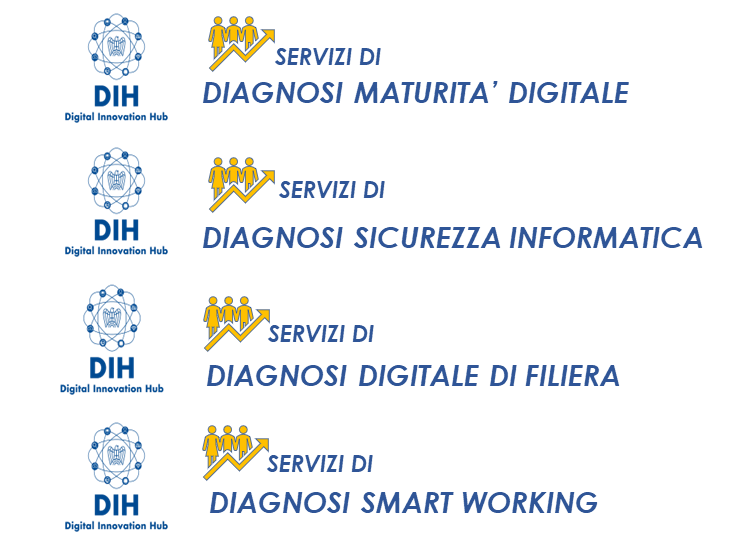 SERVIZI DI
DIAGNOSI MATURITA’ DIGITALE
DIH
Digital Innovation Hub
SERVIZI DI
DIAGNOSI SICUREZZA INFORMATICA
DIH
Digital Innovation Hub
SERVIZI DI
DIAGNOSI DIGITALE DI FILIERA
DIH
Digital Innovation Hub
SERVIZI DI
DIAGNOSI SMART WORKING
DIH
Digital Innovation Hub